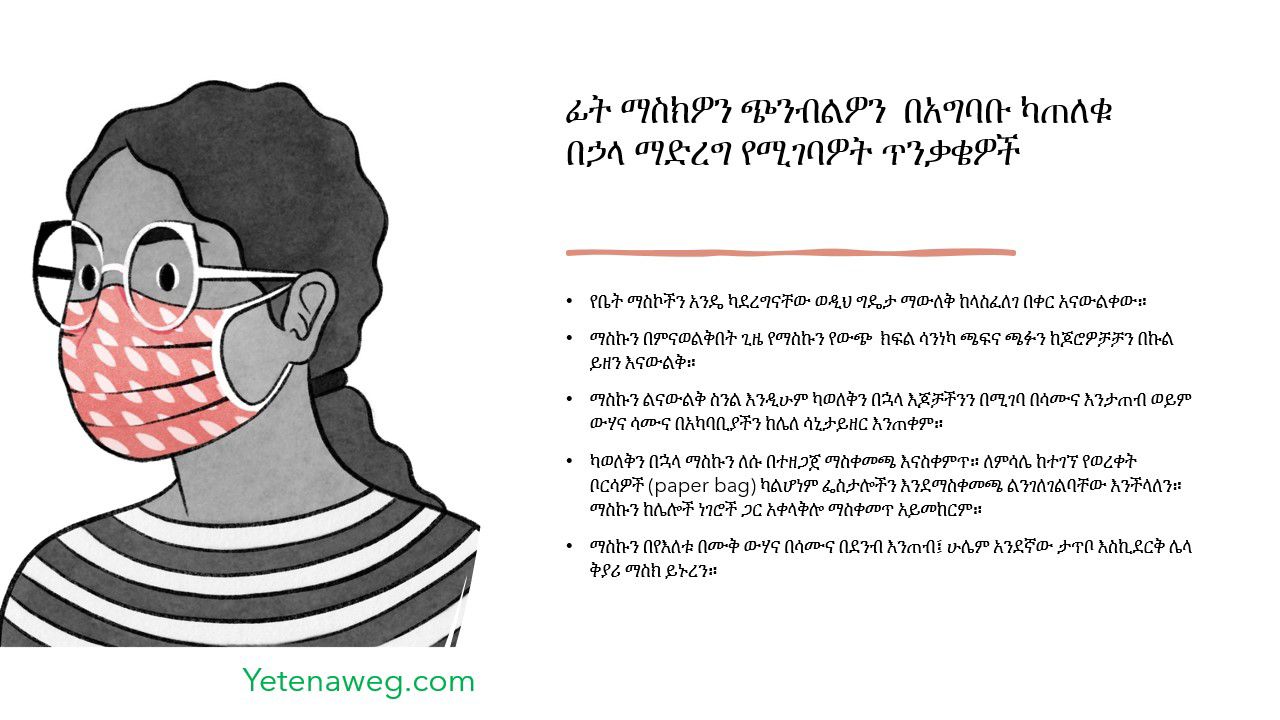 ፊት ማስክዎን ጭንብልዎን በአግባቡ ካጠለቁ
በኃላ ማድረግ የሚገባዎት ጥንቃቄዎች
• የቤት ማስኮችን አንዴ ካደረግናቸው ወዲህ ግዴታ ማውለቅ ከላስፈለገ በቀር አናውልቀው።
• ማስኩን በምናወልቅበት ጊዜ የማስኩን የውጭ ክፍል ሳንነካ ጫፍና ጫፉን ከጆሮዎቻቻን በኩል
ይዘን እናውልቅ።
• ማስኩን ልናውልቅ ስንል እንዲሁም ካወለቅን በኋላ እጆቻችንን በሚገባ በሳሙና እንታጠብ ወይም
ውሃና ሳሙና በአካባቢያችን ከሌለ ሳኒታይዘር እንጠቀም።
• ካወለቅን በኋላ ማስኩን ለሱ በተዘጋጀ ማስቀመጫ እናስቀምጥ። ለምሳሌ ከተገኘ የወረቀት
ቦርሳዎች (paper bag) ካልሆነም ፌስታሎችን እንደማስቀመጫ ልንገለገልባቸው እንችላለን።
ማስኩን ከሌሎች ነገሮች ጋር አቀላቅሎ ማስቀመጥ አይመከርም።
• ማስኩን በየእለቱ በሙቅ ውሃና በሳሙና በደንብ እንጠብ፤ ሁሌም አንደኛው ታጥቦ እስኪደርቅ ሌላ
ቅያሪ ማስክ ይኑረን።
Yetenaweg.com